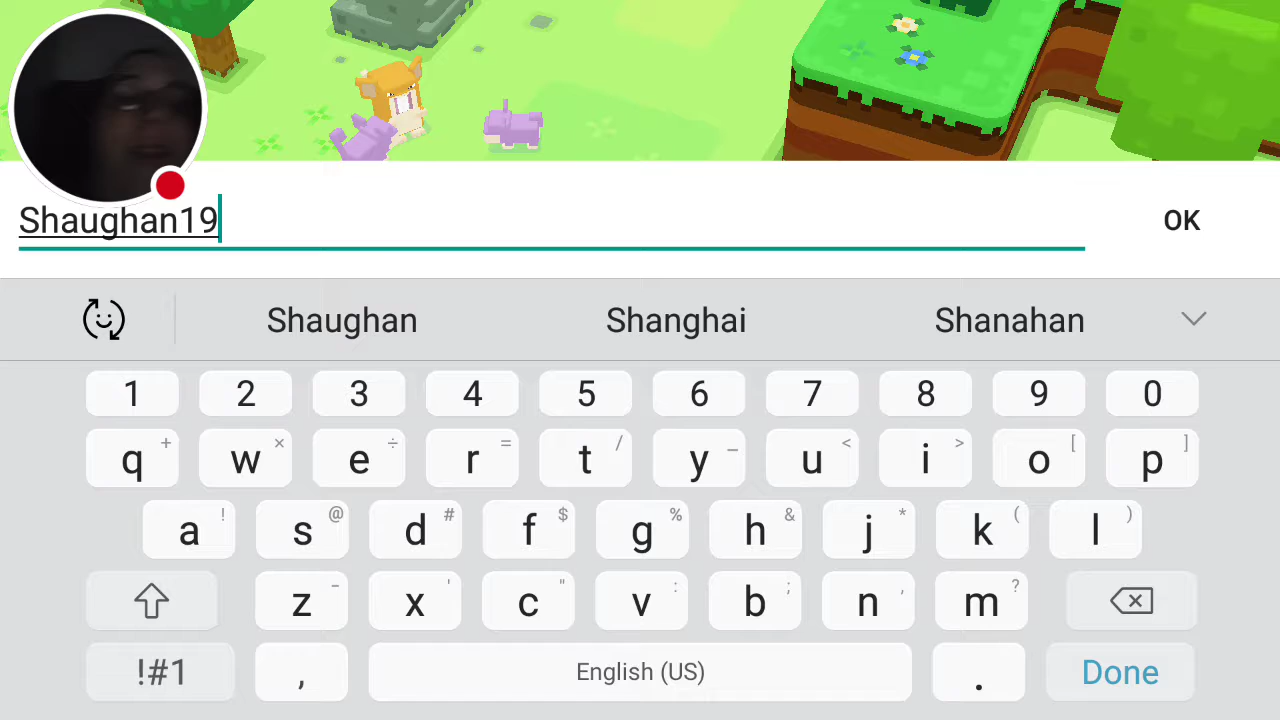 Shaughan19
OK
Shaughan Shanghai Shanahan
1 2 3 4 5 6 7 8 9 0
q + w × e ÷ r = t / y _ u < i > o [ p ]
a ! s @ d # f $ g % h & j * k ( l )
z - x ' c " v : b ; n , m ?
!#1 , English (US) . Done